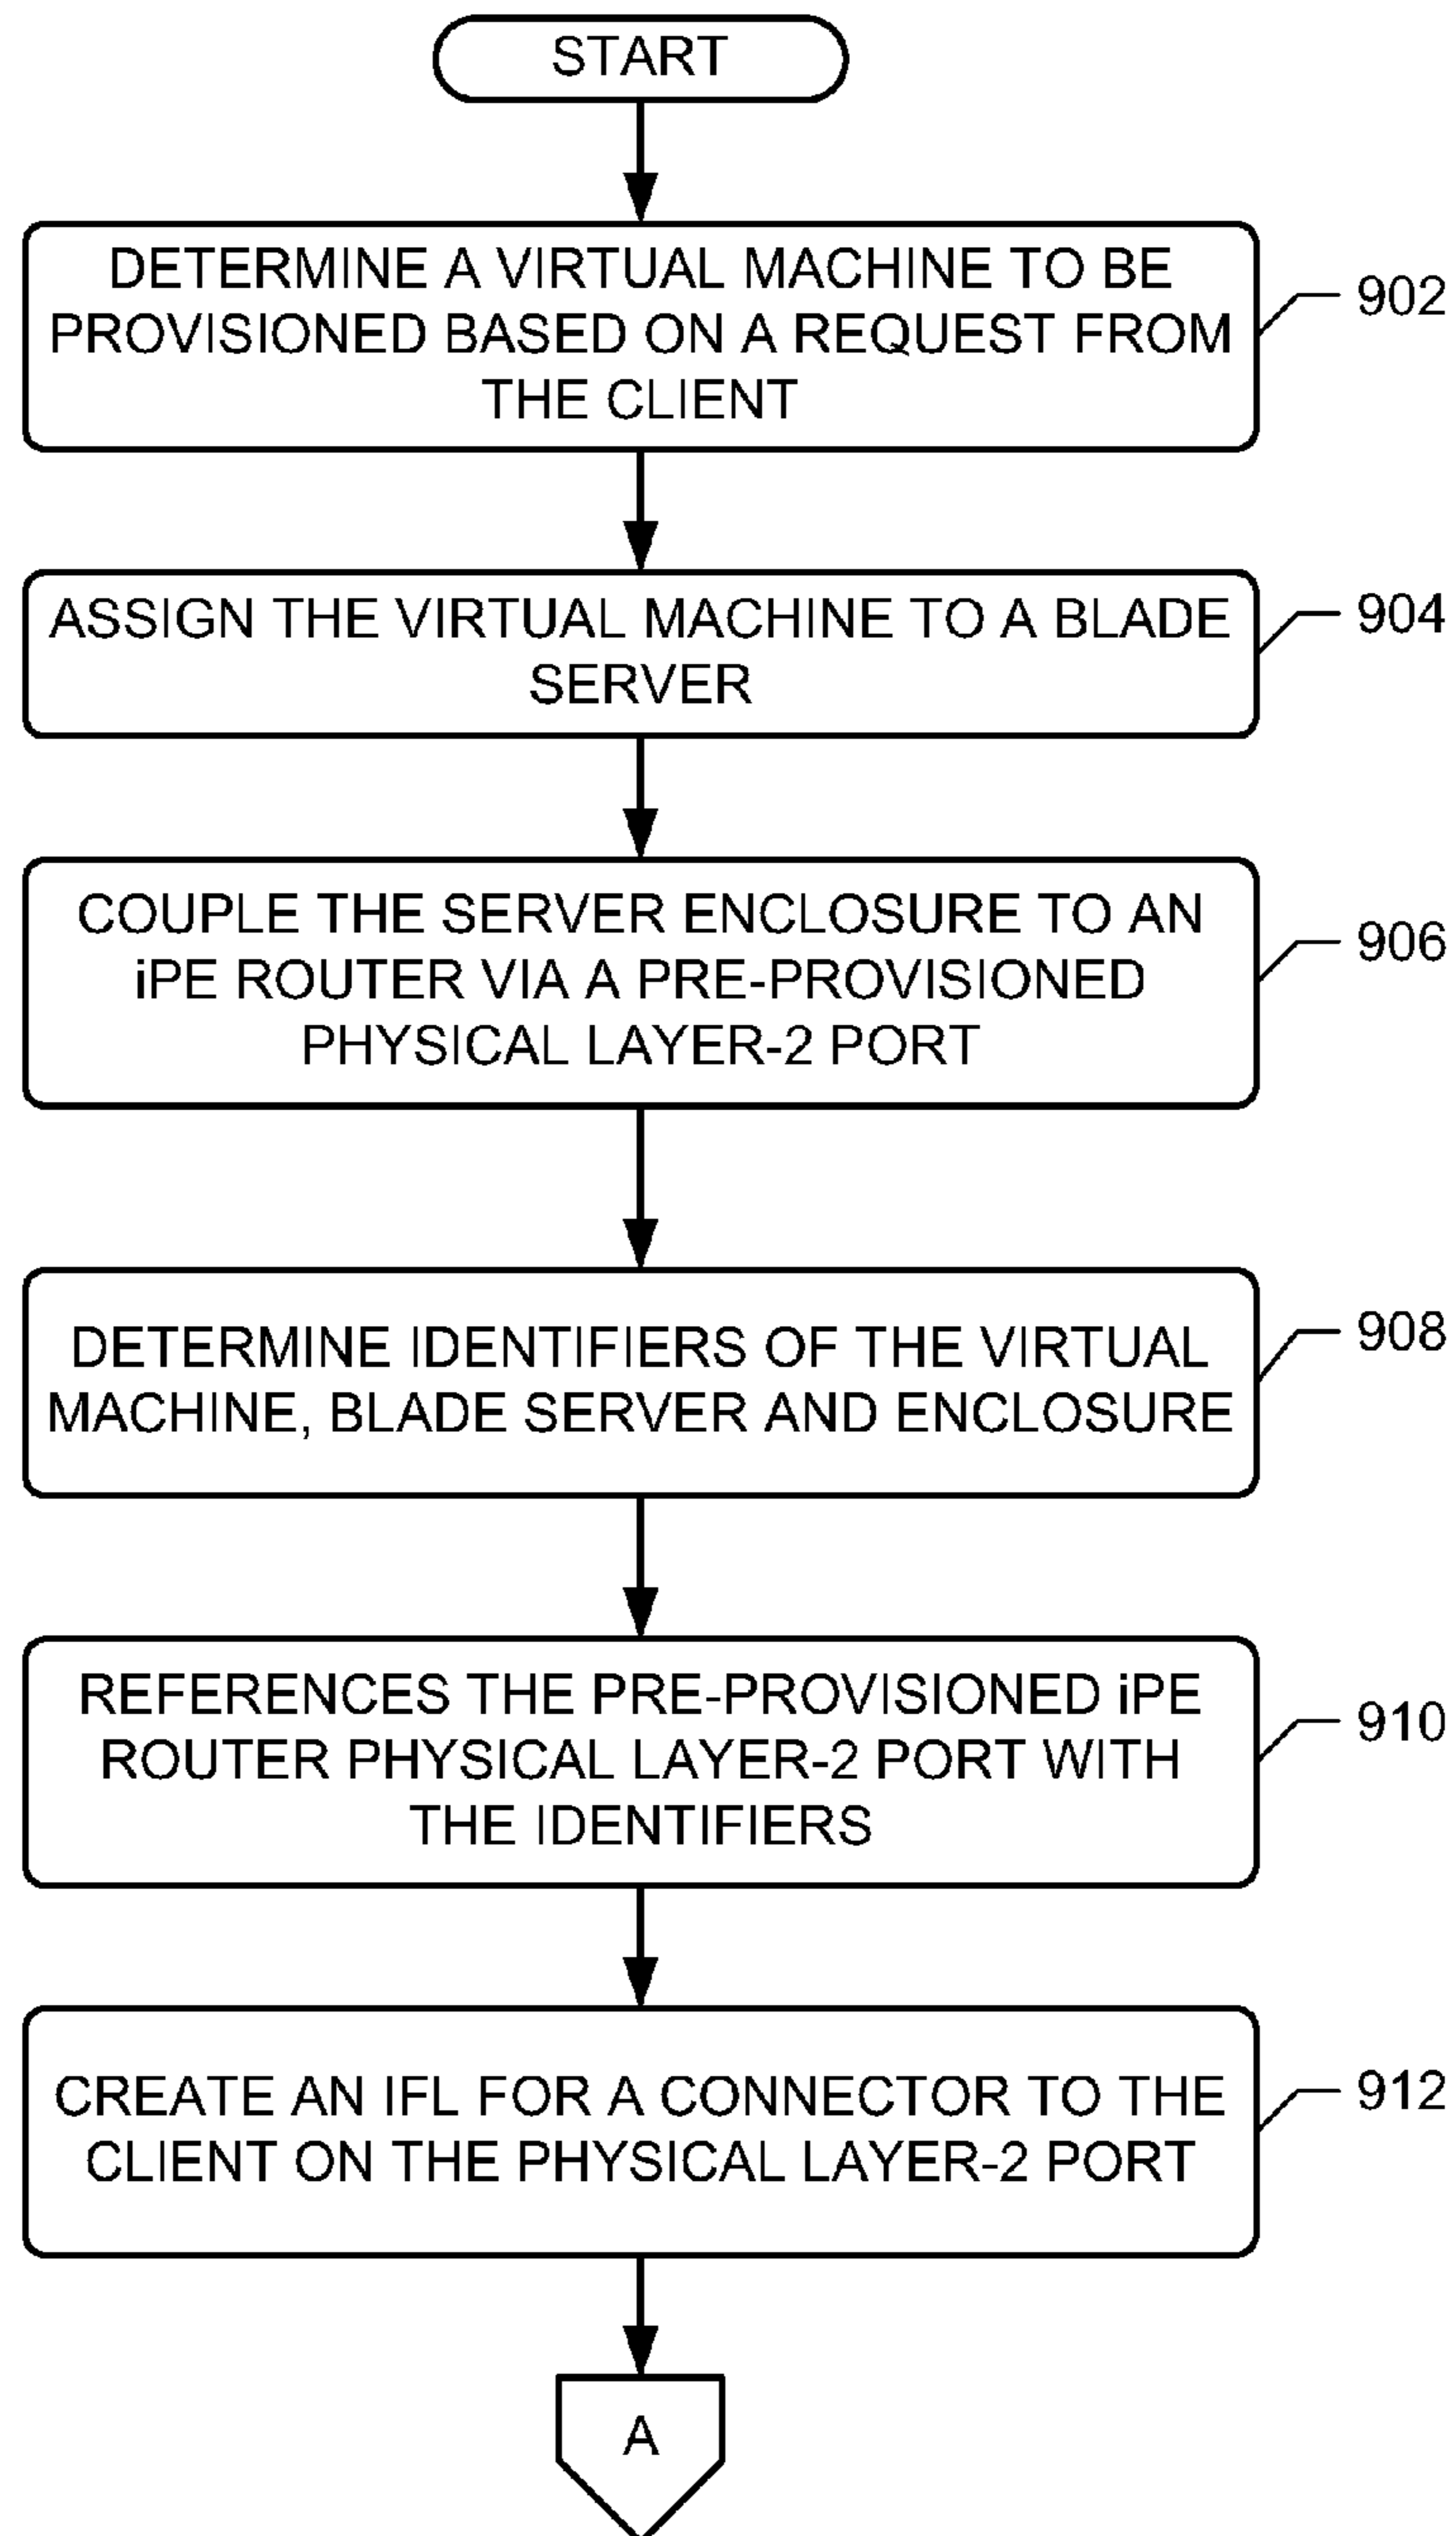 START
DETERMINE A VIRTUAL MACHINE TO BE
PROVISIONED BASED ON A REQUEST FROM
THE CLIENT
902
ASSIGN THE VIRTUAL MACHINE TO A BLADE
SERVER
904
COUPLE THE SERVER ENCLOSURE TO AN
iPE ROUTER VIA A PRE-PROVISIONED
PHYSICAL LAYER-2 PORT
906
DETERMINE IDENTIFIERS OF THE VIRTUAL
MACHINE, BLADE SERVER AND ENCLOSURE
908
REFERENCES THE PRE-PROVISIONED iPE
ROUTER PHYSICAL LAYER-2 PORT WITH
THE IDENTIFIERS
910
CREATE AN IFL FOR A CONNECTOR TO THE
CLIENT ON THE PHYSICAL LAYER-2 PORT
912
A